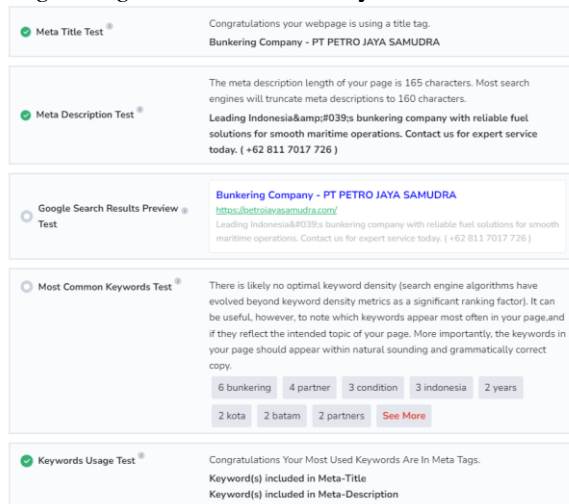 Meta Title Test
Congratulations your webpage is using a title tag.
Bunkering Company - PT PETRO JAYA SAMUDRA
Meta Description Test
The meta description length of your page is 165 characters. Most search
engines will truncate meta descriptions to 160 characters.
Leading Indonesia&amp;#039;s bunkering company with reliable fuel
solutions for smooth maritime operations. Contact us for expert service
today. ( +62 811 7017 726 )
Google Search Results Preview
Test
Bunkering Company - PT PETRO JAYA SAMUDRA
https://petrojayasamudra.com/
Leading Indonesia&#039;s bunkering company with reliable fuel solutions for smooth
maritime operations. Contact us for expert service today. ( +62 811 7017 726 )
Most Common Keywords Test
There is likely no optimal keyword density (search engine algorithms have
evolved beyond keyword density metrics as a significant ranking factor). It can
be useful, however, to note which keywords appear most often in your page,and
if they reflect the intended topic of your page. More importantly, the keywords in
your page should appear within natural sounding and grammatically correct
copy.
6 bunkering 4 partner 3 condition 3 indonesia 2 years
2 kota 2 batam 2 partners See More
Keywords Usage Test
Congratulations Your Most Used Keywords Are In Meta Tags.
Keyword(s) included in Meta-Title
Keyword(s) included in Meta-Description